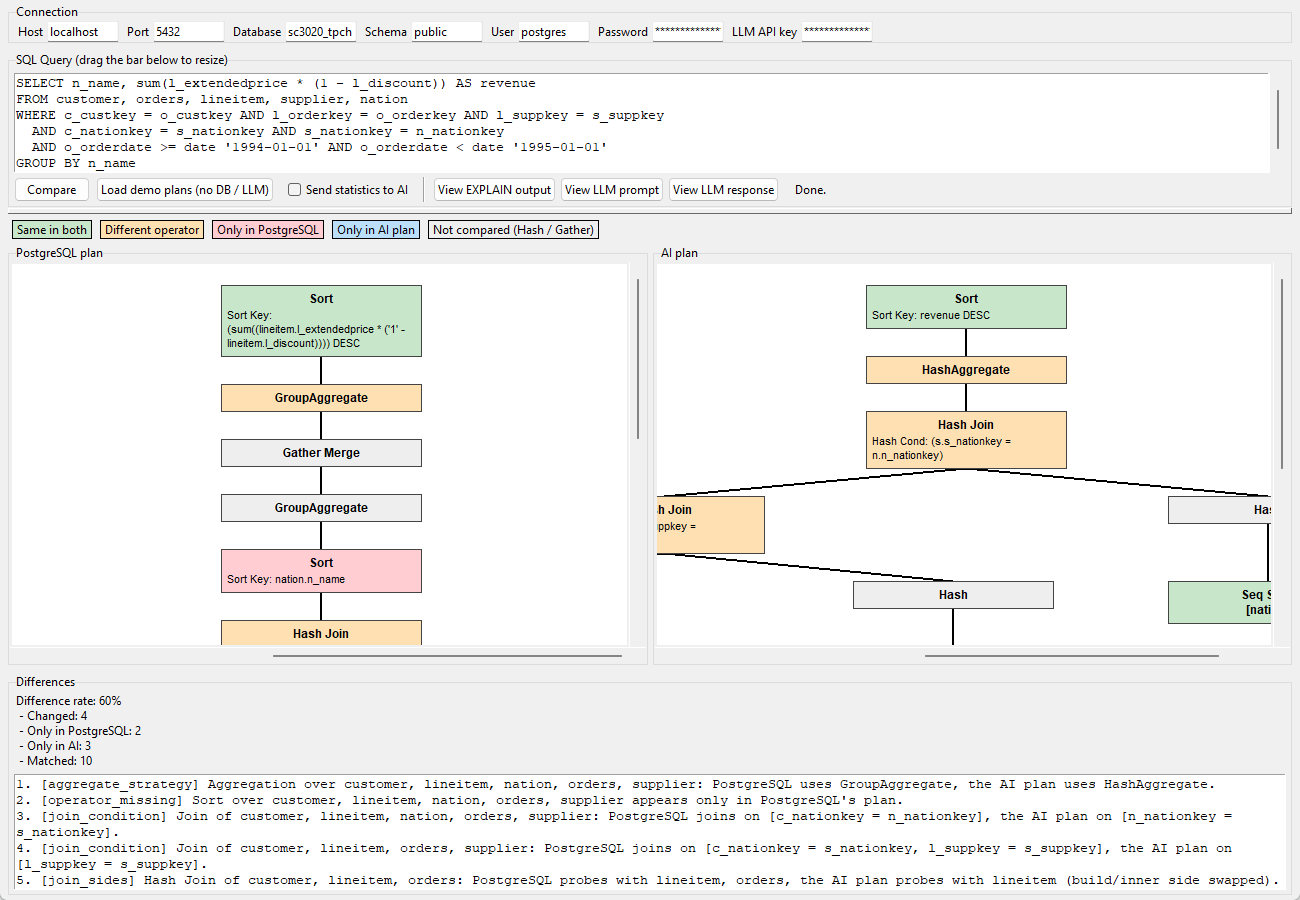 Connection
Host localhost Port 5432 Database sc3020_tpch Schema public User postgres Password ************* LLM API key *************
SQL Query (drag the bar below to resize)
SELECT n_name, sum(l_extendedprice * (1 - l_discount)) AS revenue
FROM customer, orders, lineitem, supplier, nation
WHERE c_custkey = o_custkey AND l_orderkey = o_orderkey AND l_suppkey = s_suppkey
AND c_nationkey = s_nationkey AND s_nationkey = n_nationkey
AND o_orderdate >= date '1994-01-01' AND o_orderdate < date '1995-01-01'
GROUP BY n_name
Compare Load demo plans (no DB / LLM) Send statistics to AI View EXPLAIN output View LLM prompt View LLM response Done.
Same in both Different operator Only in PostgreSQL Only in AI plan Not compared (Hash / Gather)
PostgreSQL plan
Sort
Sort Key:
(sum((lineitem.l_extendedprice * ('1' -
lineitem.l_discount)))) DESC
GroupAggregate
Gather Merge
GroupAggregate
Sort
Sort Key: nation.n_name
Hash Join
AI plan
Sort
Sort Key: revenue DESC
HashAggregate
Hash Join
Hash Cond: (s.s_nationkey =
n.n_nationkey)
h Join
ppkey =
Has
Hash
Seq S
[nati
Differences
Difference rate: 60%
- Changed: 4
- Only in PostgreSQL: 2
- Only in AI: 3
- Matched: 10
1. [aggregate_strategy] Aggregation over customer, lineitem, nation, orders, supplier: PostgreSQL uses GroupAggregate, the AI plan uses HashAggregate.
2. [operator_missing] Sort over customer, lineitem, nation, orders, supplier appears only in PostgreSQL's plan.
3. [join_condition] Join of customer, lineitem, nation, orders, supplier: PostgreSQL joins on [c_nationkey = n_nationkey], the AI plan on [n_nationkey =
s_nationkey].
4. [join_condition] Join of customer, lineitem, orders, supplier: PostgreSQL joins on [c_nationkey = s_nationkey, l_suppkey = s_suppkey], the AI plan on
[l_suppkey = s_suppkey].
5. [join_sides] Hash Join of customer, lineitem, orders: PostgreSQL probes with lineitem, orders, the AI plan probes with lineitem (build/inner side swapped).